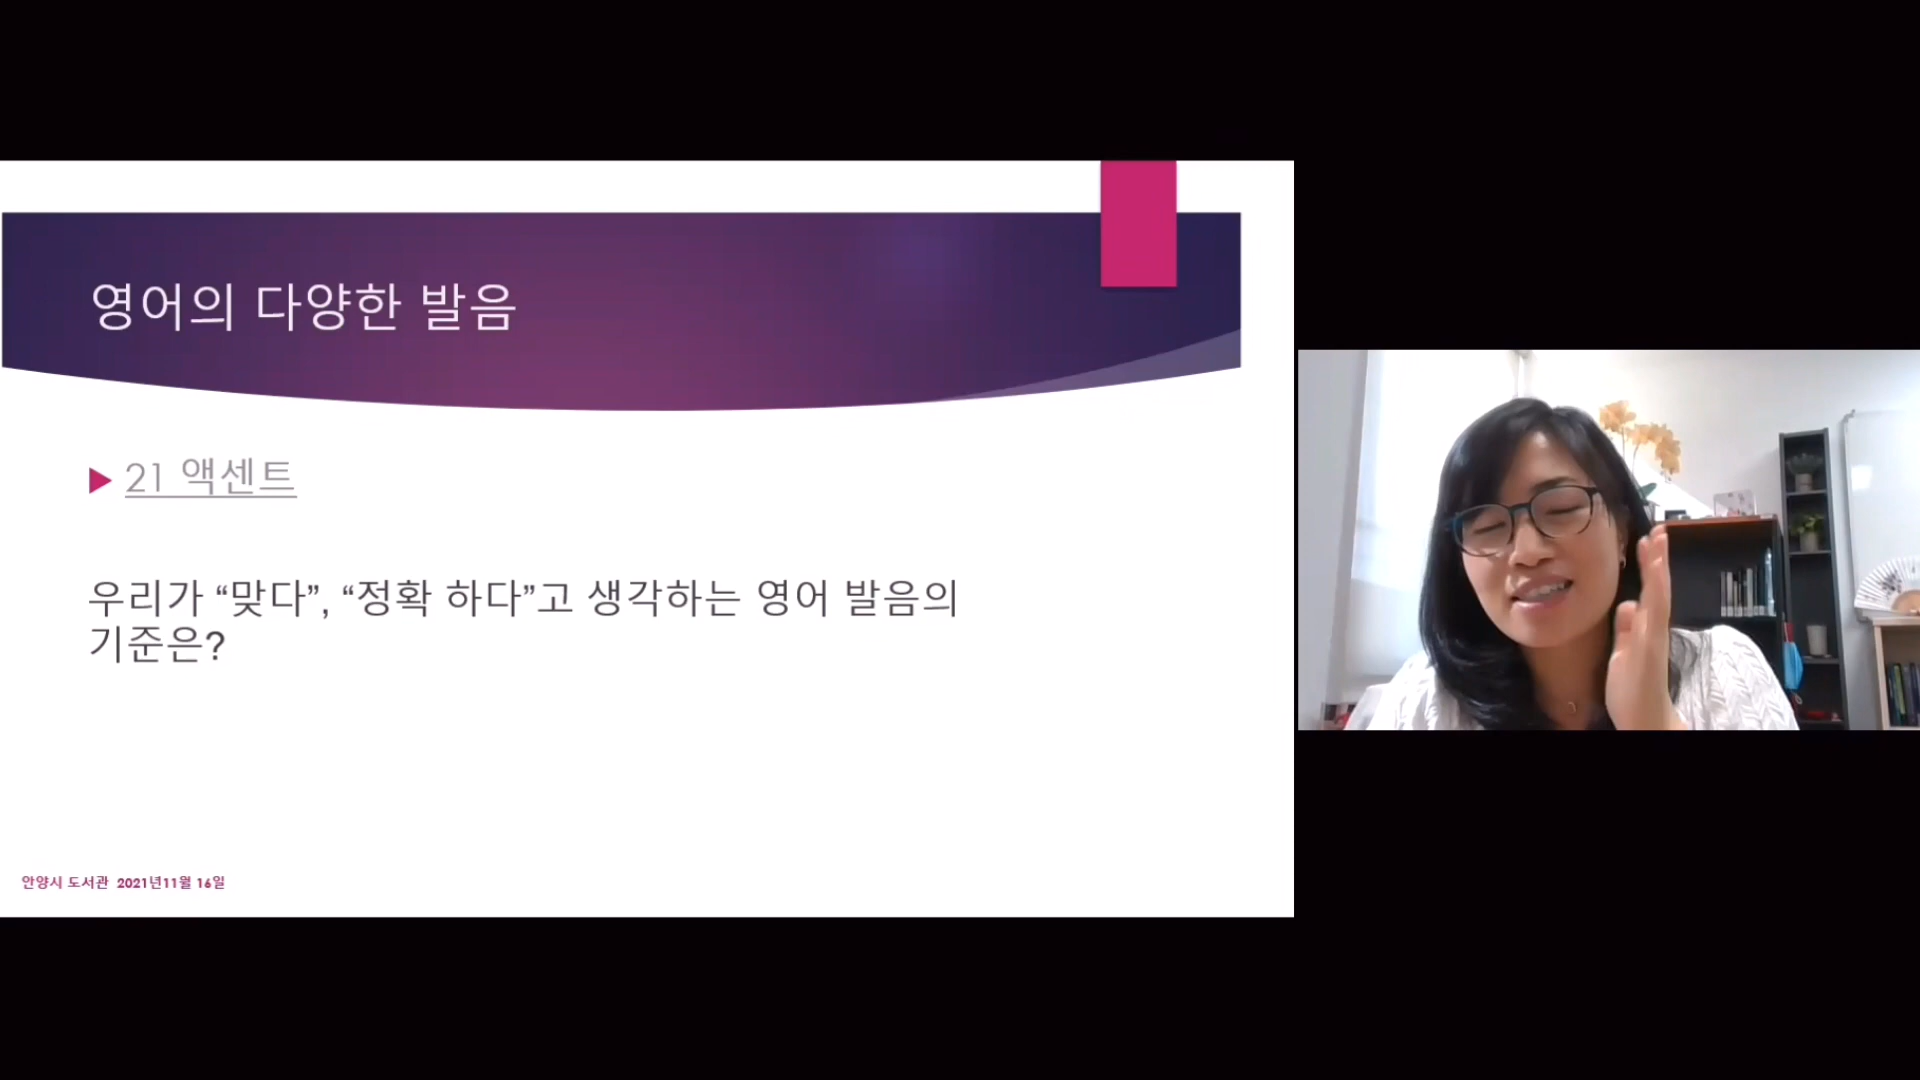 영어의 다양한 발음
21 액센트
우리가 “맞다”, “정확 하다”고 생각하는 영어 발음의
기준은?
안양시 도서관 2021년11월 16일